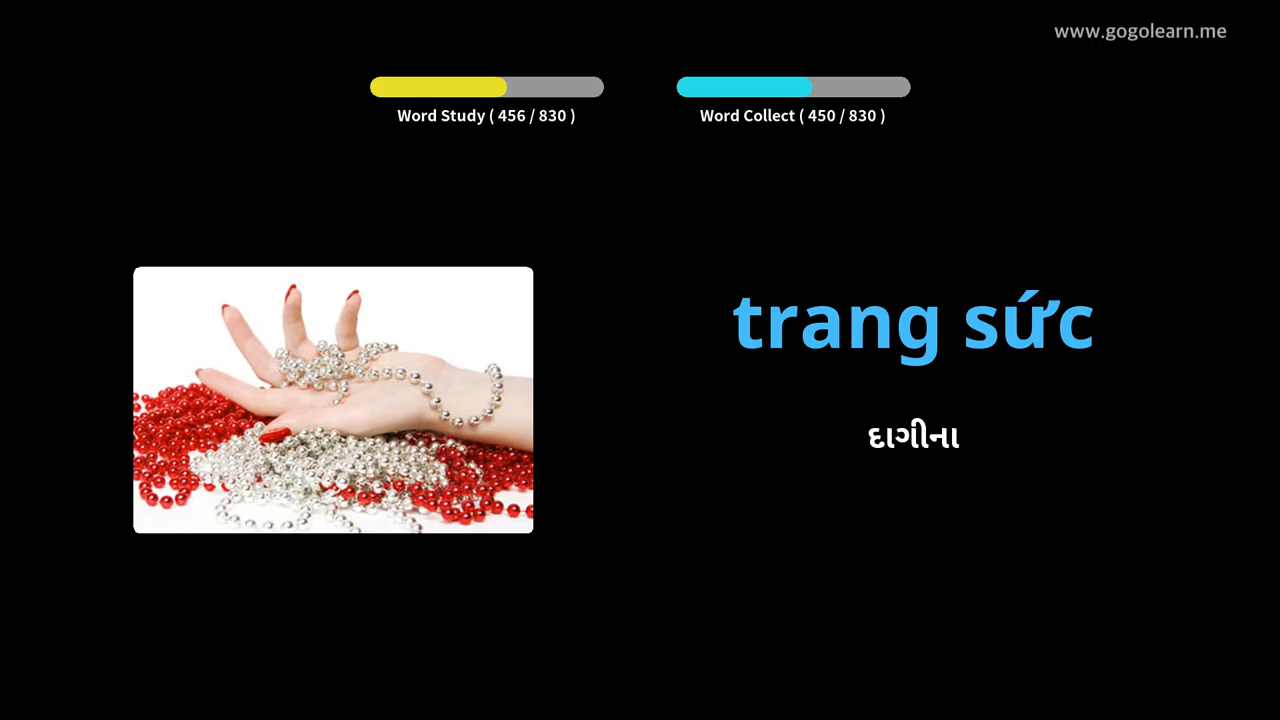 www.gogolearn.me
Word Study ( 456 / 830 )
Word Collect ( 450 / 830 )
trang sức
દાગીના